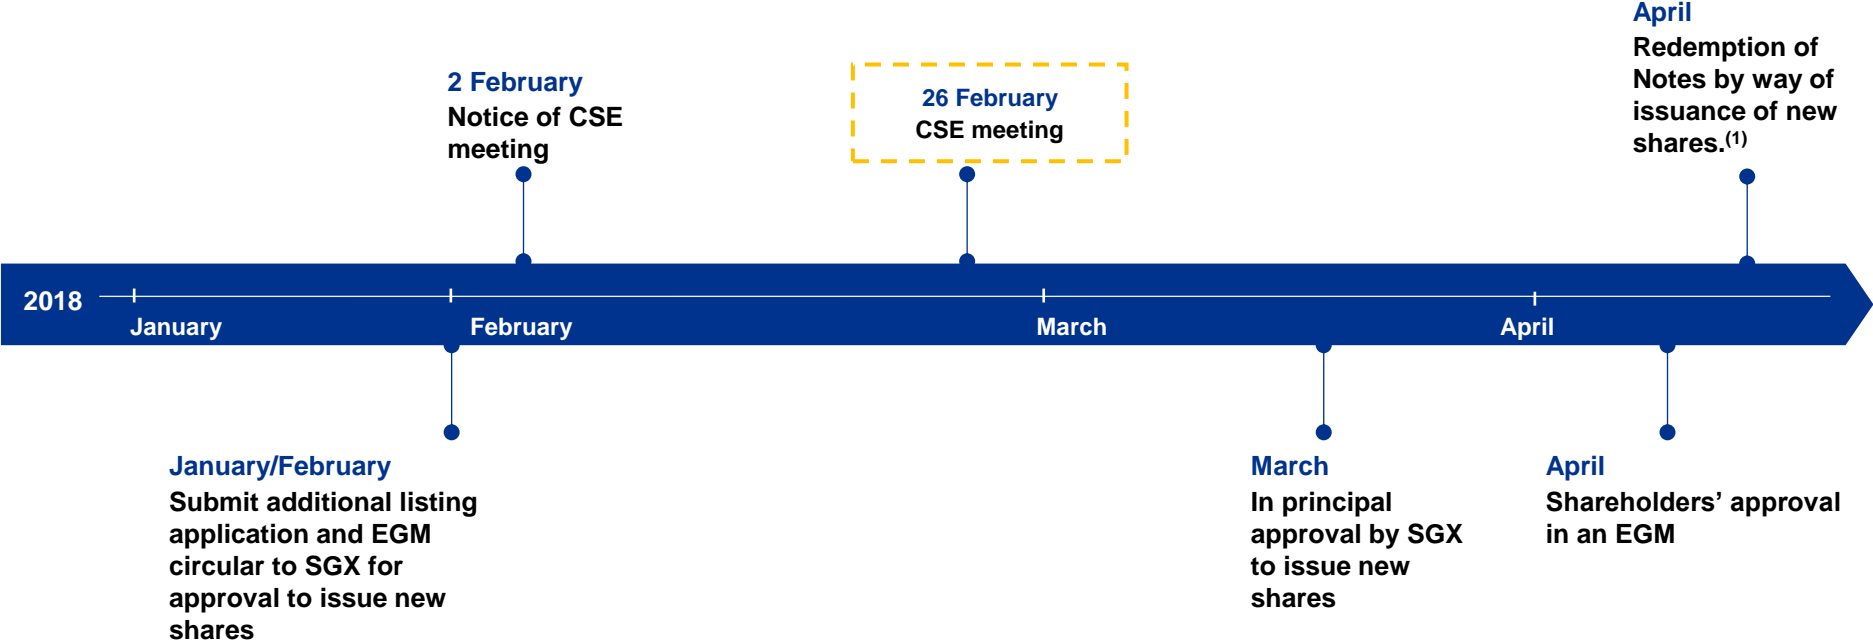 April
Redemption of
Notes by way of
issuance of new
shares.(1)
2 February
Notice of CSE
meeting
26 February
CSE meeting
2018
January
February
March
April
January/February
Submit additional listing
application and EGM
circular to SGX for
approval to issue new
shares
March
In principal
approval by SGX
to issue new
shares
April
Shareholders’ approval
in an EGM